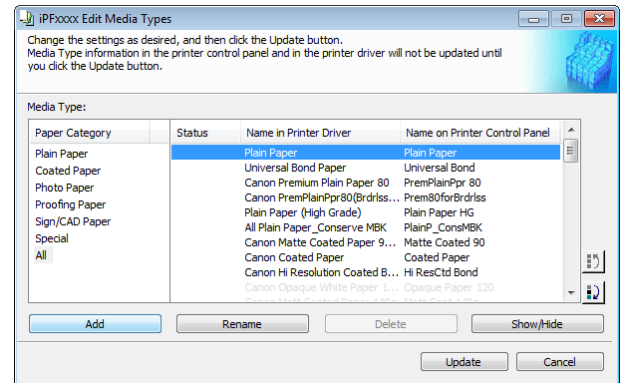 iPFxxxx Edit Media Types
Change the settings as desired, and then click the Update button.
Media Type information in the printer control panel and in the printer driver will not be updated until
you click the Update button.
Media Type:
Paper Category Status Name in Printer Driver Name on Printer Control Panel
Plain Paper Plain Paper Plain Paper
Coated Paper Universal Bond Paper Universal Bond
Photo Paper Canon Premium Plain Paper 80 PremPlainPpr 80
Proofing Paper Canon PremPlainPpr80(Brdrlss... Prem80forBrdrlss
Sign/CAD Paper Plain Paper (High Grade) Plain Paper HG
Special All Plain Paper_Conserve MBK PlainP_ConsMBK
All Canon Matte Coated Paper 9... Matte Coated 90
Canon Coated Paper Coated Paper
Canon Hi Resolution Coated B... Hi ResCtd Bond
Canon Opaque White Paper 1... Opaque Paper 120
Add Rename Delete Show/Hide
Update Cancel